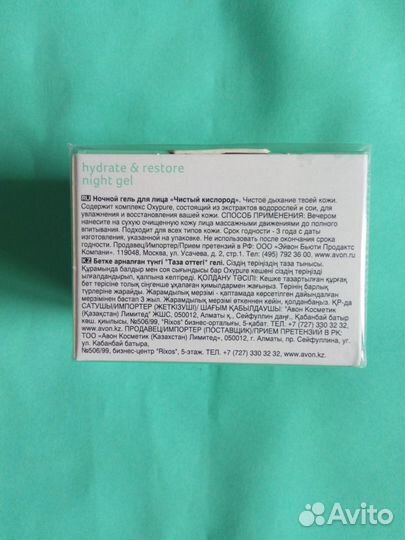 hydrate & restore
night gel
RU Ночной гель для лица «Чистый кислород». Чистое дыхание твоей кожи.
Содержит комплекс Oxypure, состоящий из экстрактов водорослей и сои, для
увлажнения и восстановления вашей кожи. СПОСОБ ПРИМЕНЕНИЯ: Вечером
нанесите на сухую очищенную кожу лица массажными движениями до полного
впитывания. Подходит для всех типов кожи. Срок годности - 3 года с даты
изготовления, указанной на упаковке. Не использовать после окончания срока
годности. Продавец/Импортер/Прием претензий в РФ: ООО «Эйвон Бьюти Продактс
Компани», 119048, Москва, ул. Усачева, д. 2, стр. 1. Тел: (495) 792 36 00, www.avon.ru
KZ Бетке арналған түнгі "Таза оттегі" гелі. Сіздің теріңіздің таза тынысы.
Құрамында балдыр мен соя сығындысы бар Oxypure кешені сіздің теріңізді
ылғалдандырып, қалпына келтіреді. ҚОЛДАНУ ТӘСІЛІ: Кешке тазартылған құрғақ
бет терісіне толық сіңгенше уқалаған қимылдармен жағыңыз. Терінің барлық
түрлеріне жарайды. Жарамдылық мерзімі - қаптамада көрсетілген дайындалған
мерзімінен бастап 3 жыл. Жарамдылық мерзімі өткеннен кейін, қолданбаңыз. ҚР-да
САТУШЫ/ИМПОРТЕР (ЖЕТКІЗУШІ)/ ШАҒЫМ ҚАБЫЛДАУШЫ: "Авон Косметик
(Қазақстан) Лимитед" ЖШС, 050012, Алматы қ., Сейфуллин даңғ., Қабанбай батыр
көш. қиылысы, №506/99, "Rixos" бизнес-орталығы, 5-қабат. ТЕЛ. +7 (727) 330 32 32,
www.avon.kz. ПРОДАВЕЦ/ИМПОРТЕР (ПОСТАВЩИК)/ПРИЕМ ПРЕТЕНЗИЙ В РК:
ТОО «Авон Косметик (Казахстан) Лимитед», 050012, г. Алматы, пр. Сейфуллина, уг.
ул. Кабанбай батыра,
№506/99, бизнес-центр "Rixos", 5-й этаж. ТЕЛ. +7 (727) 330 32 32, www.avon.kz.
Avito